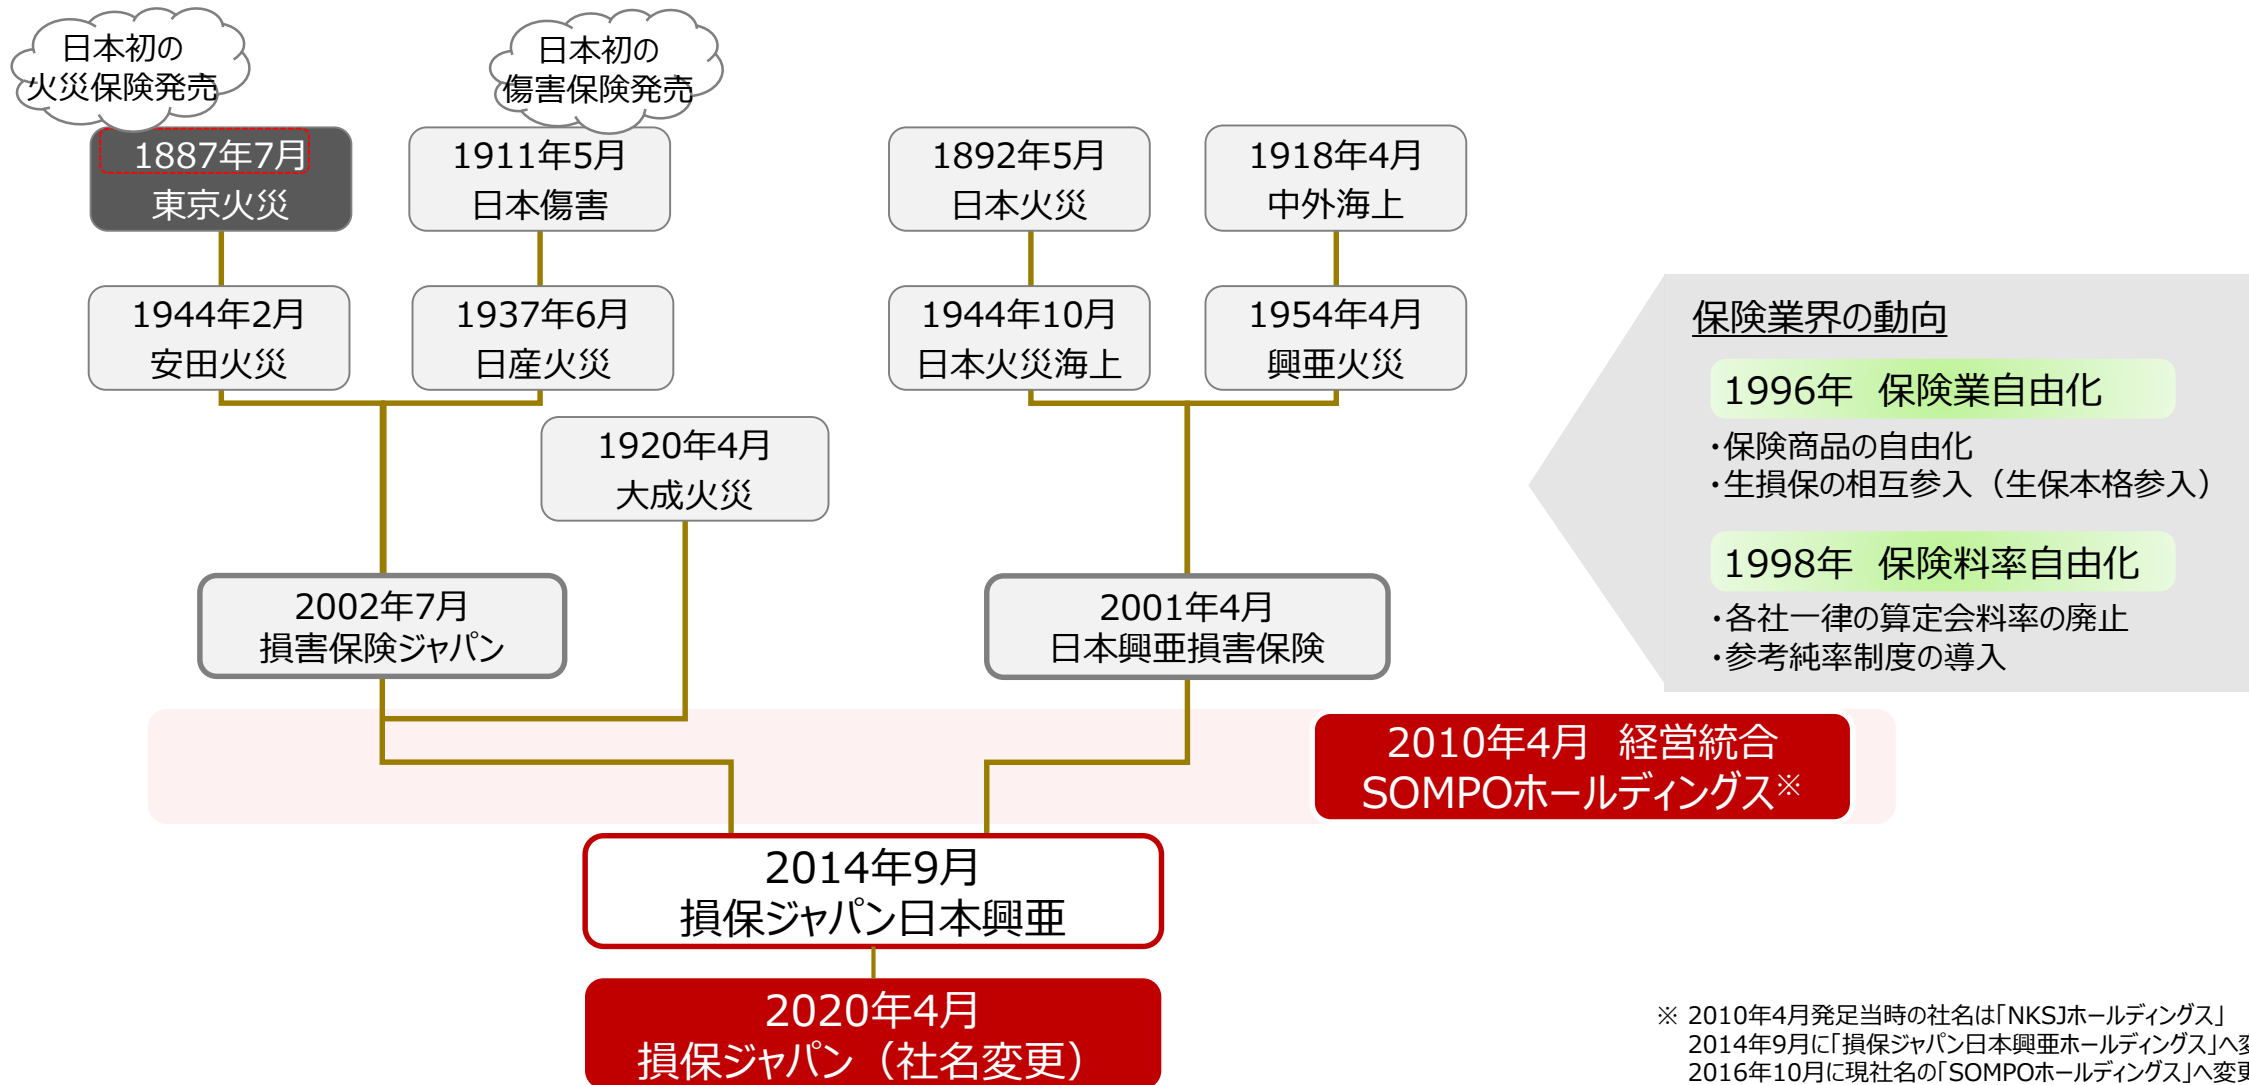 日本初の
火災保険発売
日本初の
傷害保険発売
1887年7月
東京火災
1911年5月
日本傷害
1892年5月
日本火災
1918年4月
中外海上
1944年2月
安田火災
1937年6月
日産火災
1944年10月
日本火災海上
1954年4月
興亜火災
1920年4月
大成火災
2002年7月
損害保険ジャパン
2001年4月
日本興亜損害保険
保険業界の動向
1996年 保険業自由化
・保険商品の自由化
・生損保の相互参入（生保本格参入）
1998年 保険料率自由化
・各社一律の算定会料率の廃止
・参考純率制度の導入
2010年4月 経営統合
SOMPOホールディングス※
2014年9月
損保ジャパン日本興亜
2020年4月
損保ジャパン（社名変更）
※ 2010年4月発足当時の社名は「NKSJホールディングス」
2014年9月に「損保ジャパン日本興亜ホールディングス」へ変
2016年10月に現社名の「SOMPOホールディングス」へ変更